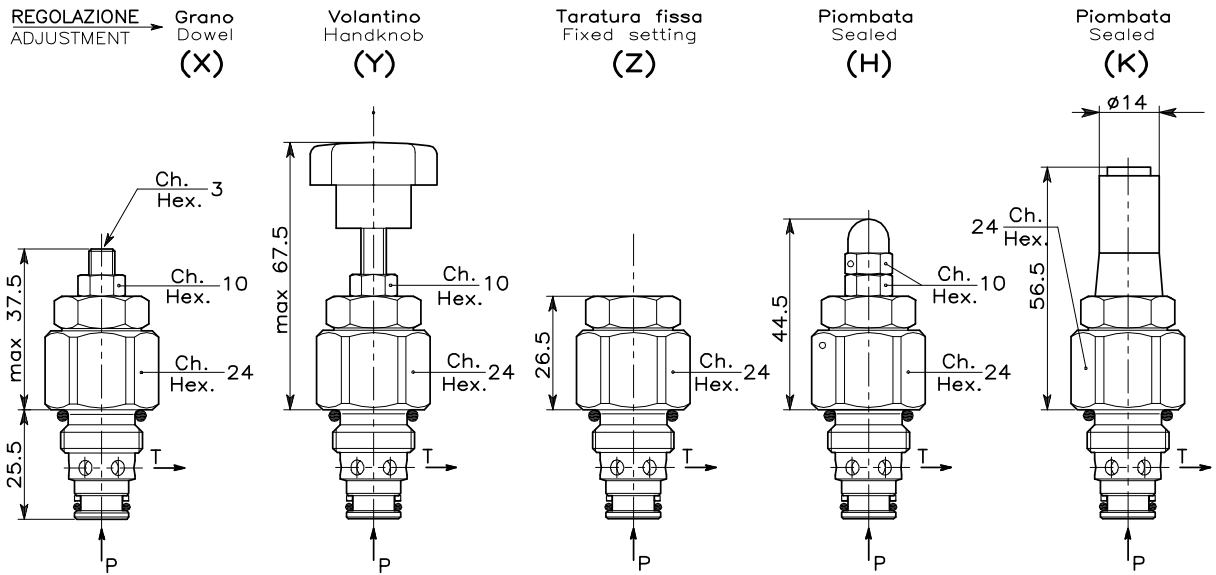 REGOLAZIONE
ADJUSTMENT
Grano
Dowel
(X)
Volantino
Handknob
(Y)
Taratura fissa
Fixed setting
(Z)
Piombata
Sealed
(H)
Piombata
Sealed
(K)
ø14
Ch.
Hex. 3
Ch.
Hex. 10
Ch.
Hex. 24
max 37.5
25.5
T
P
max 67.5
Ch.
Hex. 10
Ch.
Hex. 24
T
P
26.5
Ch.
Hex. 24
T
P
44.5
Ch.
Hex. 10
Ch.
Hex. 24
T
P
24 Ch.
Hex.
56.5
T
P